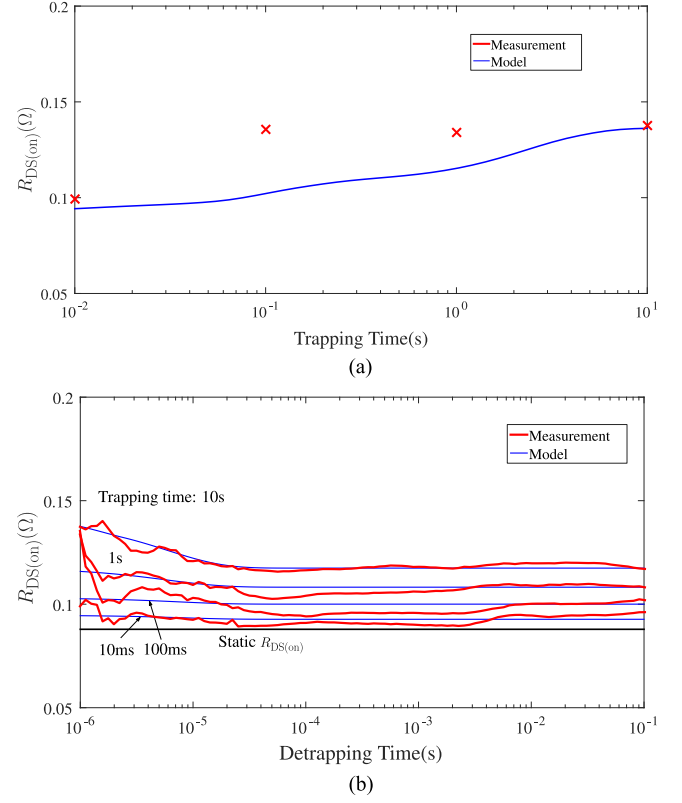 0.2
Measurement
Model
0.15
0.1
0.05
R_DS(on)(Ω)
10^-2
10^-1
10^0
10^1
Trapping Time(s)
(a)
0.2
Measurement
Model
Trapping time: 10s
0.15
1s
0.1
10ms
100ms
Static R_DS(on)
0.05
R_DS(on)(Ω)
10^-6
10^-5
10^-4
10^-3
10^-2
10^-1
Detrapping Time(s)
(b)